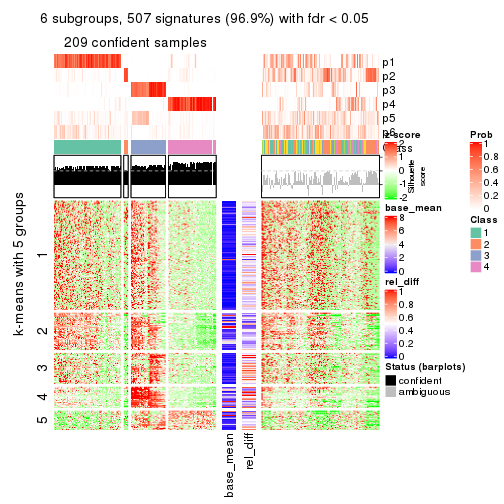 6 subgroups, 507 signatures (96.9%) with fdr < 0.05
209 confident samples
p1
p2
p3
p4
p5
p6
Class
Silhouette
score
k-means with 5 groups
1
2
3
4
5
base_mean
rel_diff
z-score
2
1
0
-1
-2
base_mean
8
6
4
2
0
rel_diff
1
0.8
0.6
0.4
0.2
0
Status (barplots)
confident
ambiguous
Prob
1
0.8
0.6
0.4
0.2
0
Class
1
2
3
4